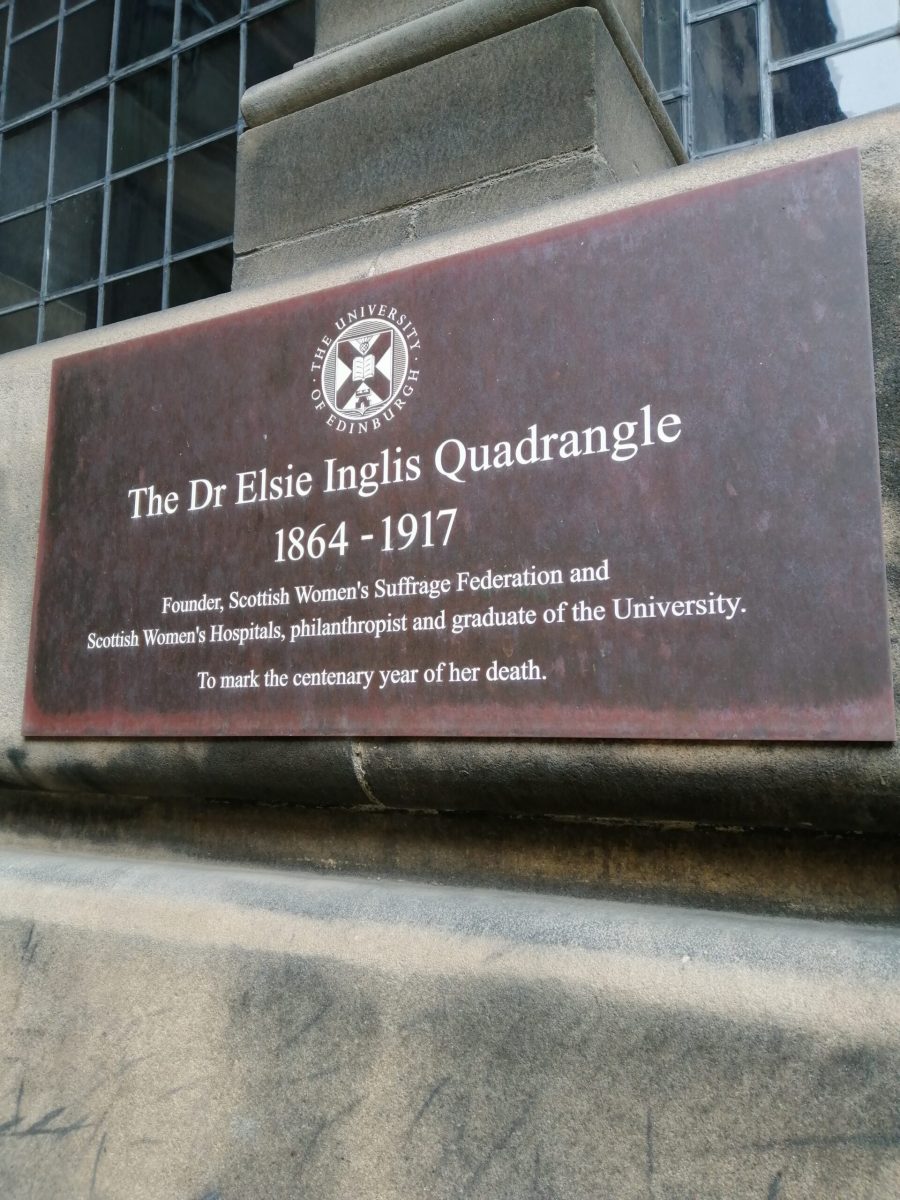 THE UNIVERSITY
OF EDINBURGH
The Dr Elsie Inglis Quadrangle
1864 - 1917
Founder, Scottish Women's Suffrage Federation and
Scottish Women's Hospitals, philanthropist and graduate of the University.
To mark the centenary year of her death.